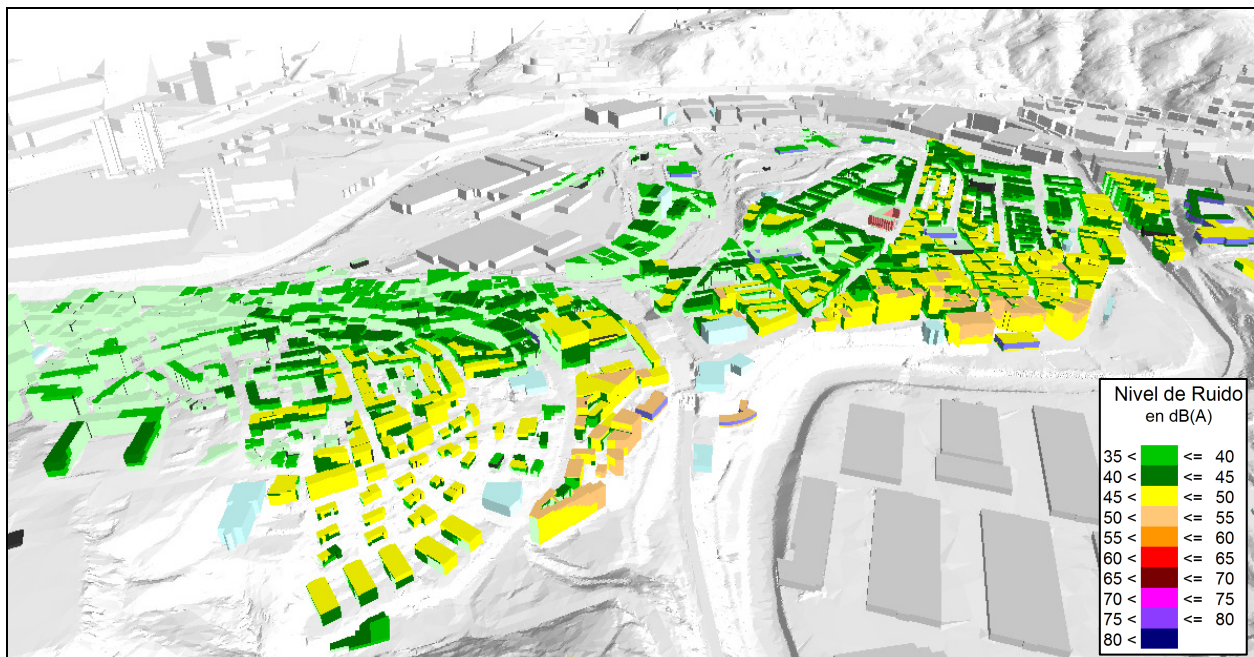 Nivel de Ruido
en dB(A)
35 < <= 40
40 < <= 45
45 < <= 50
50 < <= 55
55 < <= 60
60 < <= 65
65 < <= 70
70 < <= 75
75 < <= 80
80 <